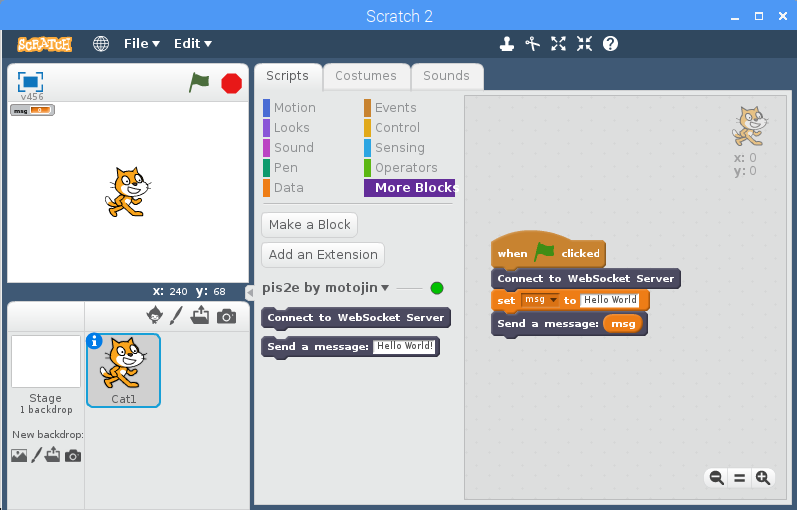 Scratch 2
SCRATCH File Edit
v456
msg 0
x: 240 y: 68
Stage
1 backdrop
New backdrop:
Cat1
Scripts Costumes Sounds
Motion Events
Looks Control
Sound Sensing
Pen Operators
Data More Blocks
Make a Block
Add an Extension
pis2e by motojin
Connect to WebSocket Server
Send a message: Hello World!
x: 0
y: 0
when clicked
Connect to WebSocket Server
set msg to Hello World
Send a message: msg